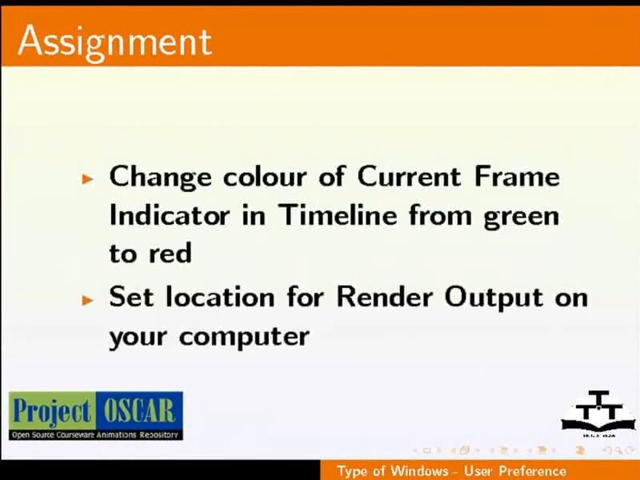 Assignment
Change colour of Current Frame
Indicator in Timeline from green
to red
Set location for Render Output on
your computer
Project OSCAR
Open Source Courseware Animations Repository
Type of Windows - User Preference